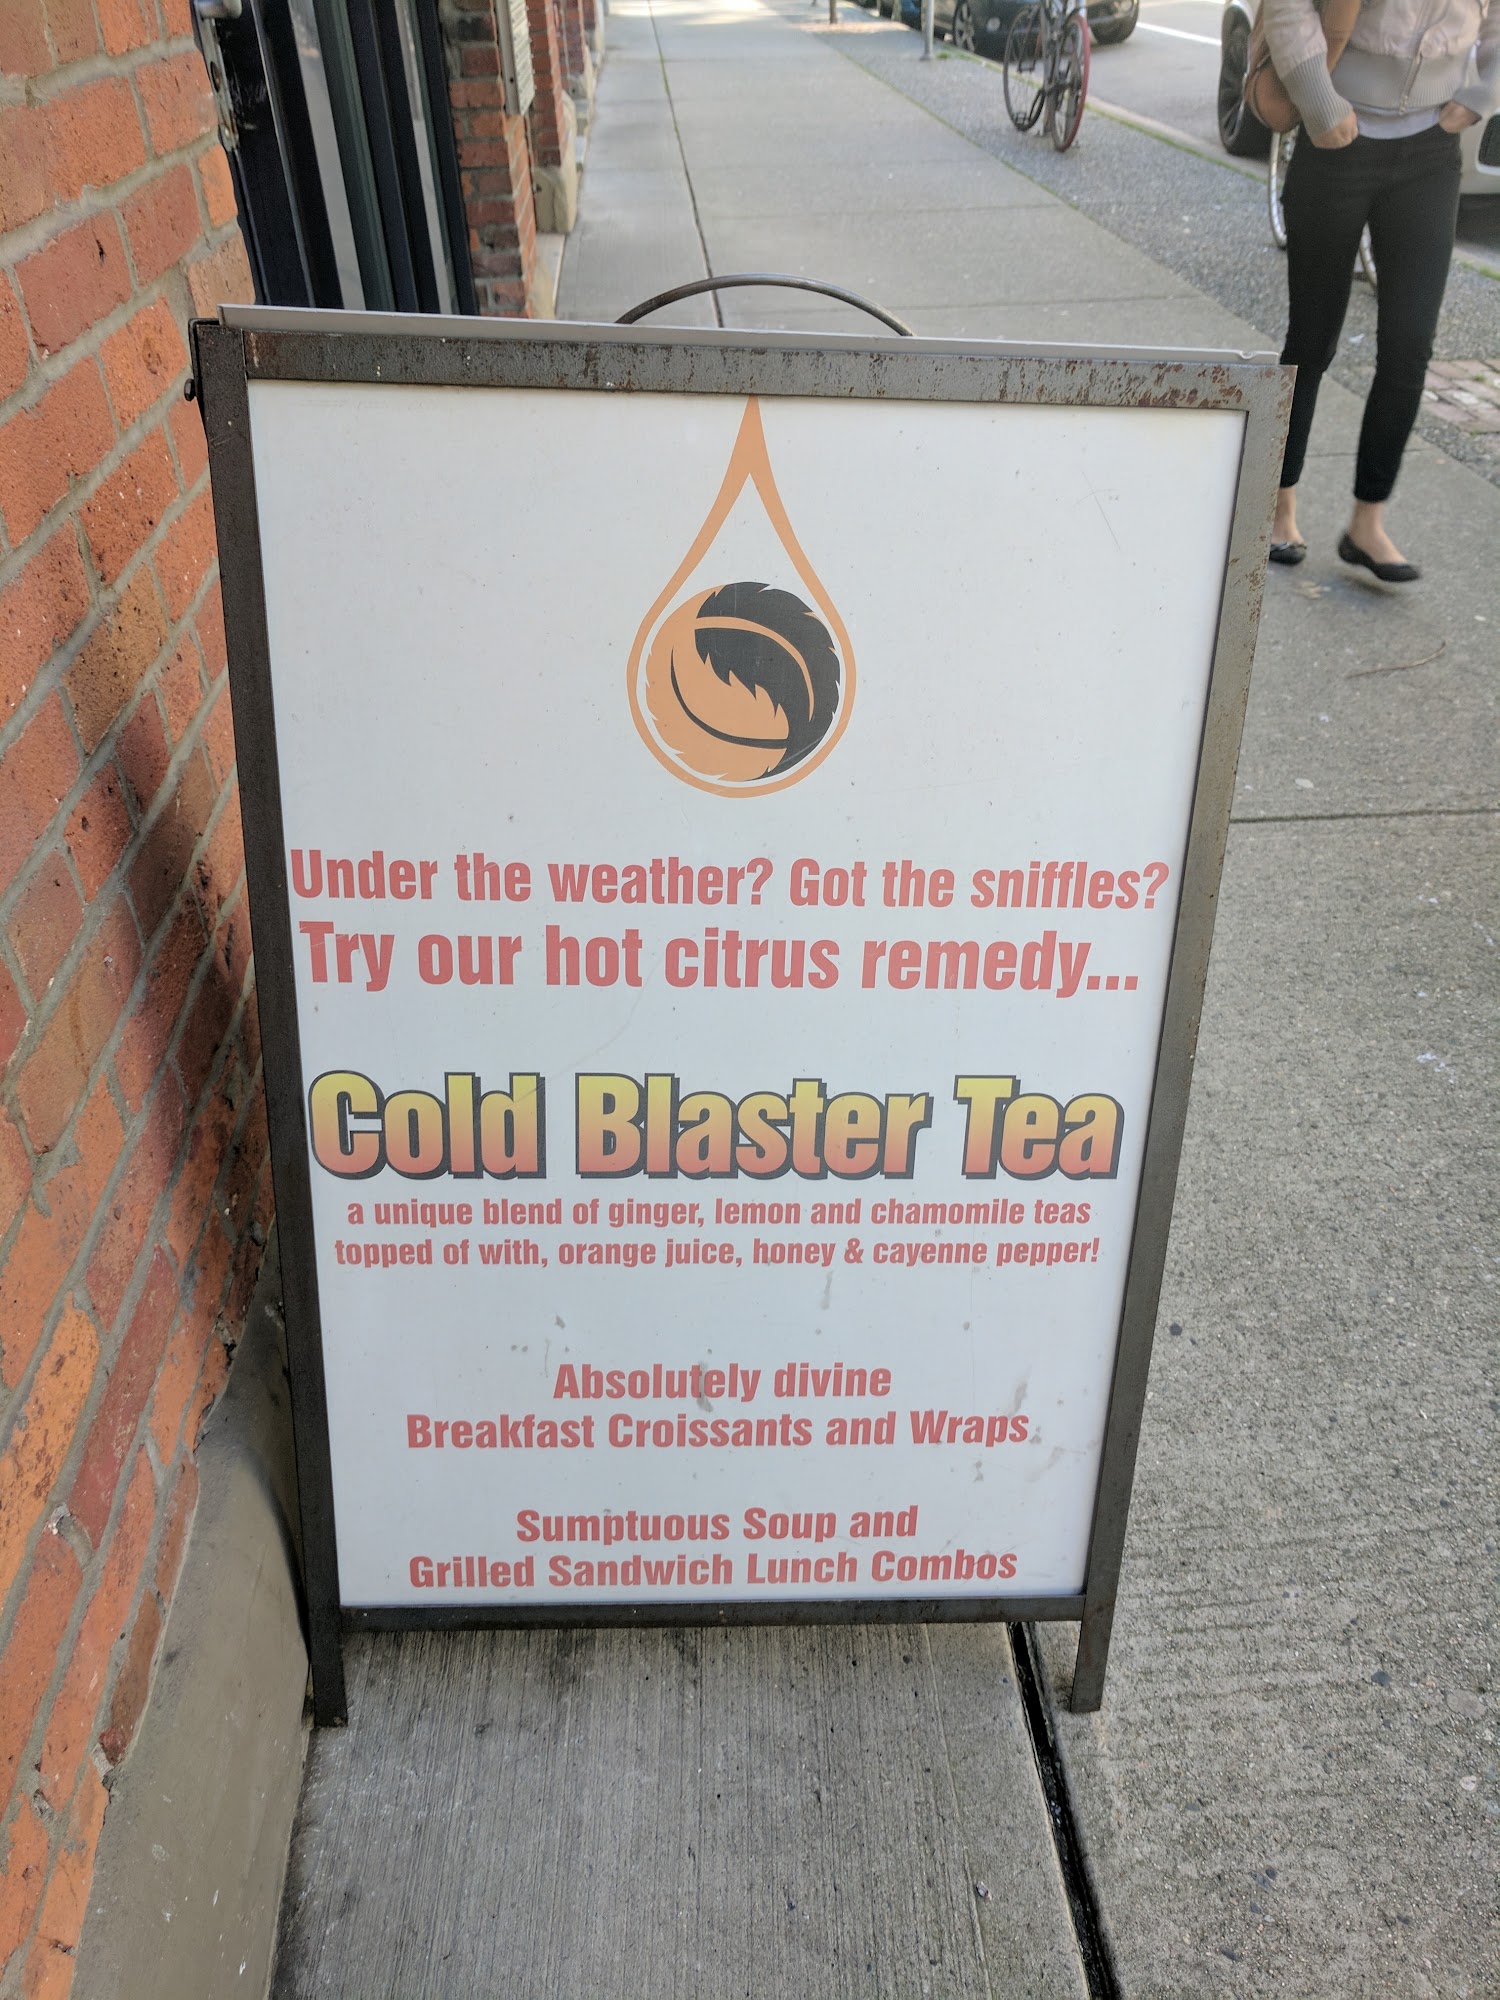 Under the weather? Got the sniffles?
Try our hot citrus remedy...
Cold Blaster Tea
a unique blend of ginger, lemon and chamomile teas
topped of with, orange juice, honey & cayenne pepper!
Absolutely divine
Breakfast Croissants and Wraps
Sumptuous Soup and
Grilled Sandwich Lunch Combos